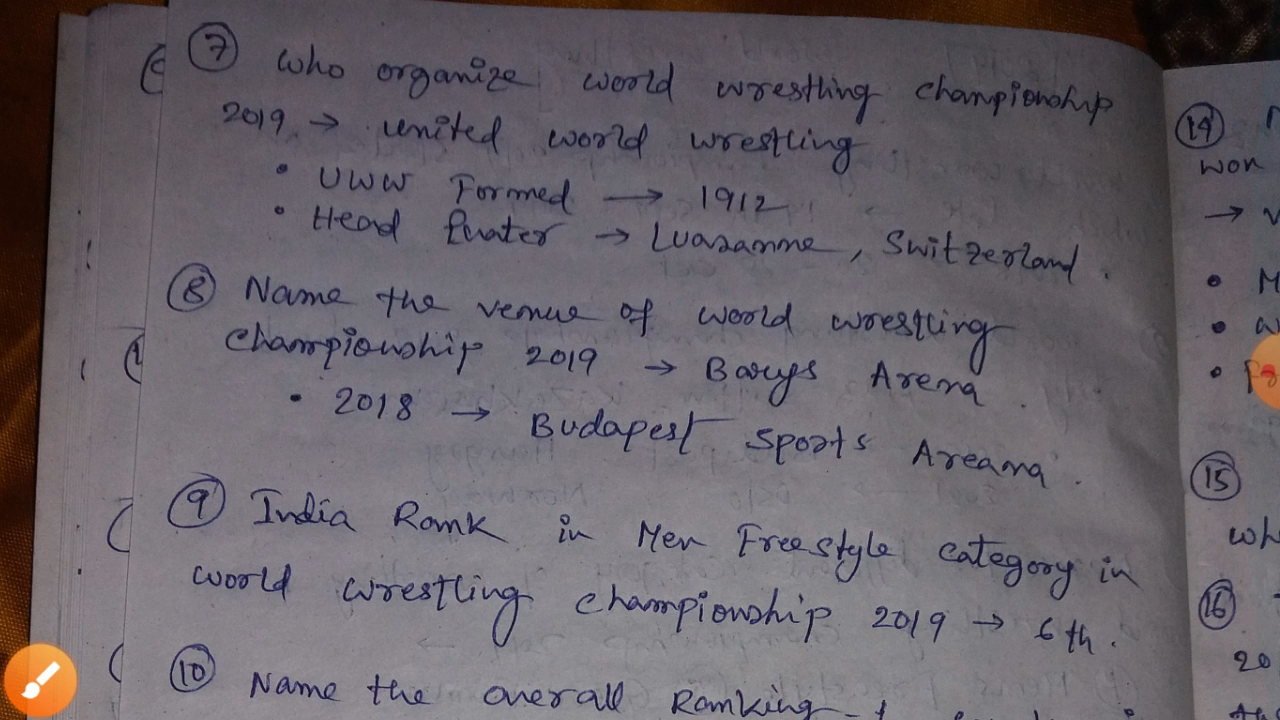 ⑦ Who organize world wrestling championship
2019 → united world wrestling.
• UWW Formed → 1912
• Head Quater → Luasanne, Switzerland.
⑧ Name the venue of world wrestling
championship 2019 → Barys Arena.
• 2018 → Budapest Sports Areana.
⑨ India Rank in Men Freestyle category in
world wrestling championship 2019 → 6th.
⑩ Name the overall Ranking
⑭
won
→
•
•
•
⑮
wh
⑯
20